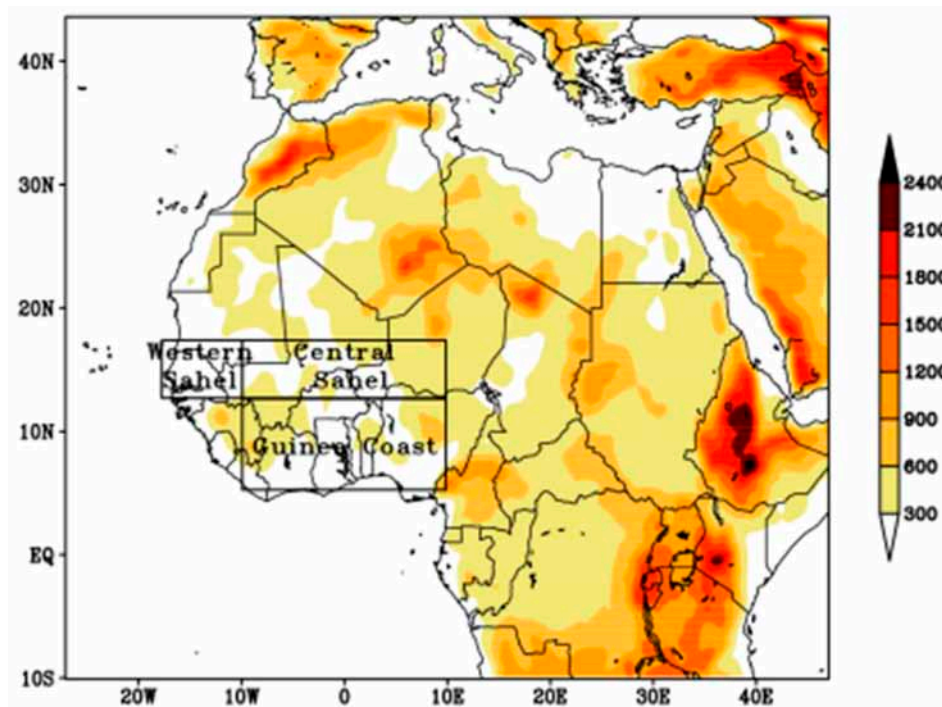 40N
30N
20N
10N
EQ
10S
20W
10W
0
10E
20E
30E
40E
Western
Sahel
Central
Sahel
Guinea Coast
2400
2100
1800
1500
1200
900
600
300